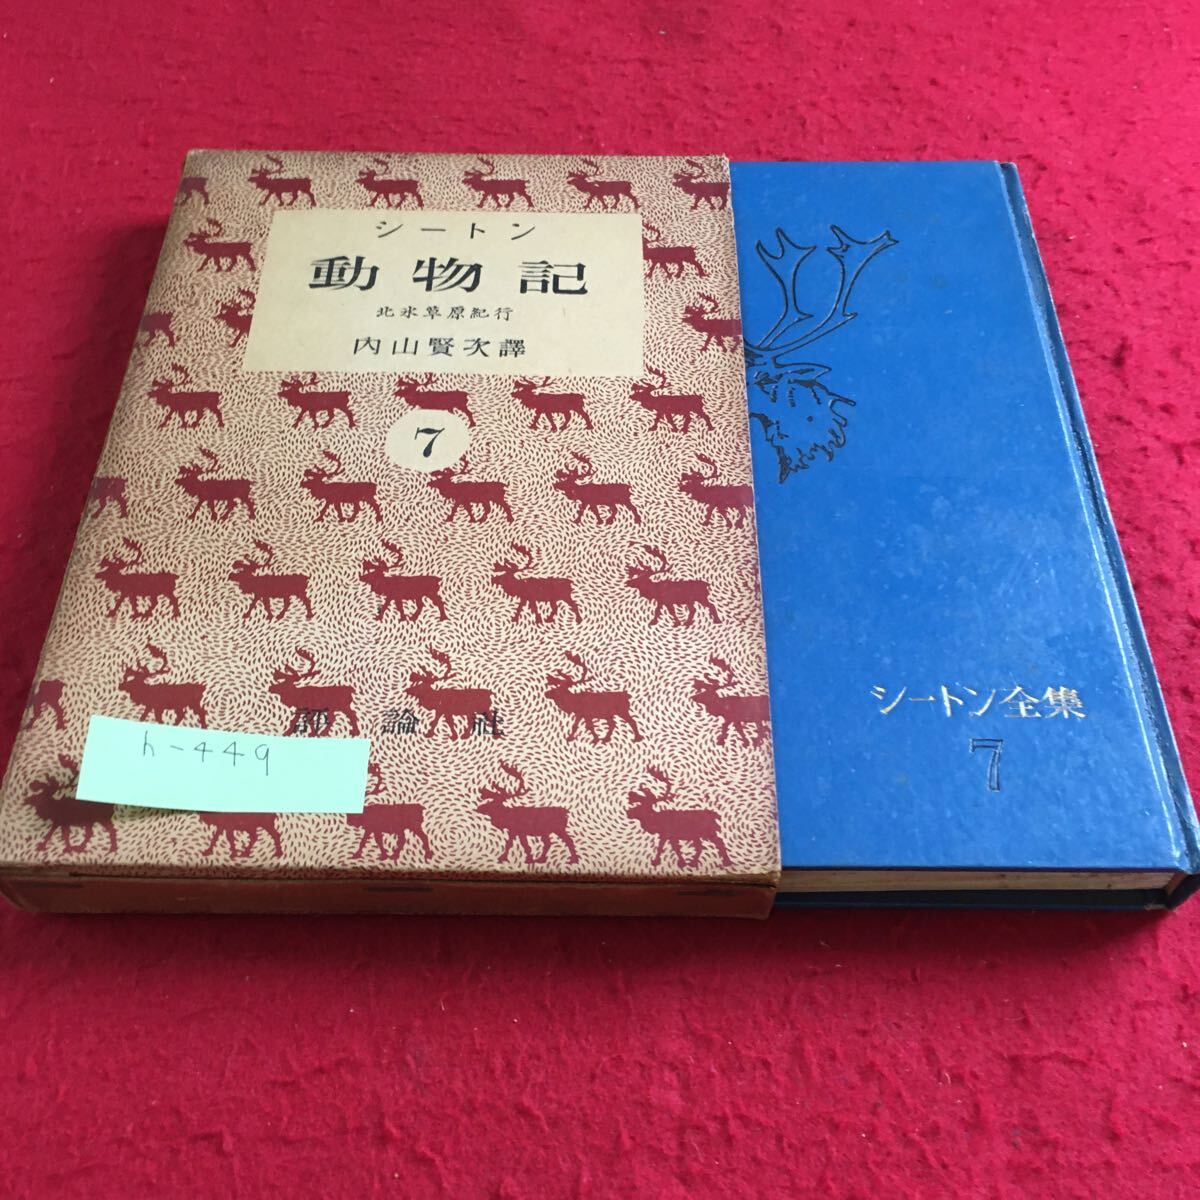 シートン
動物記
北氷草原紀行
内山賢次譯
7
評論社
h-449
シートン全集
7